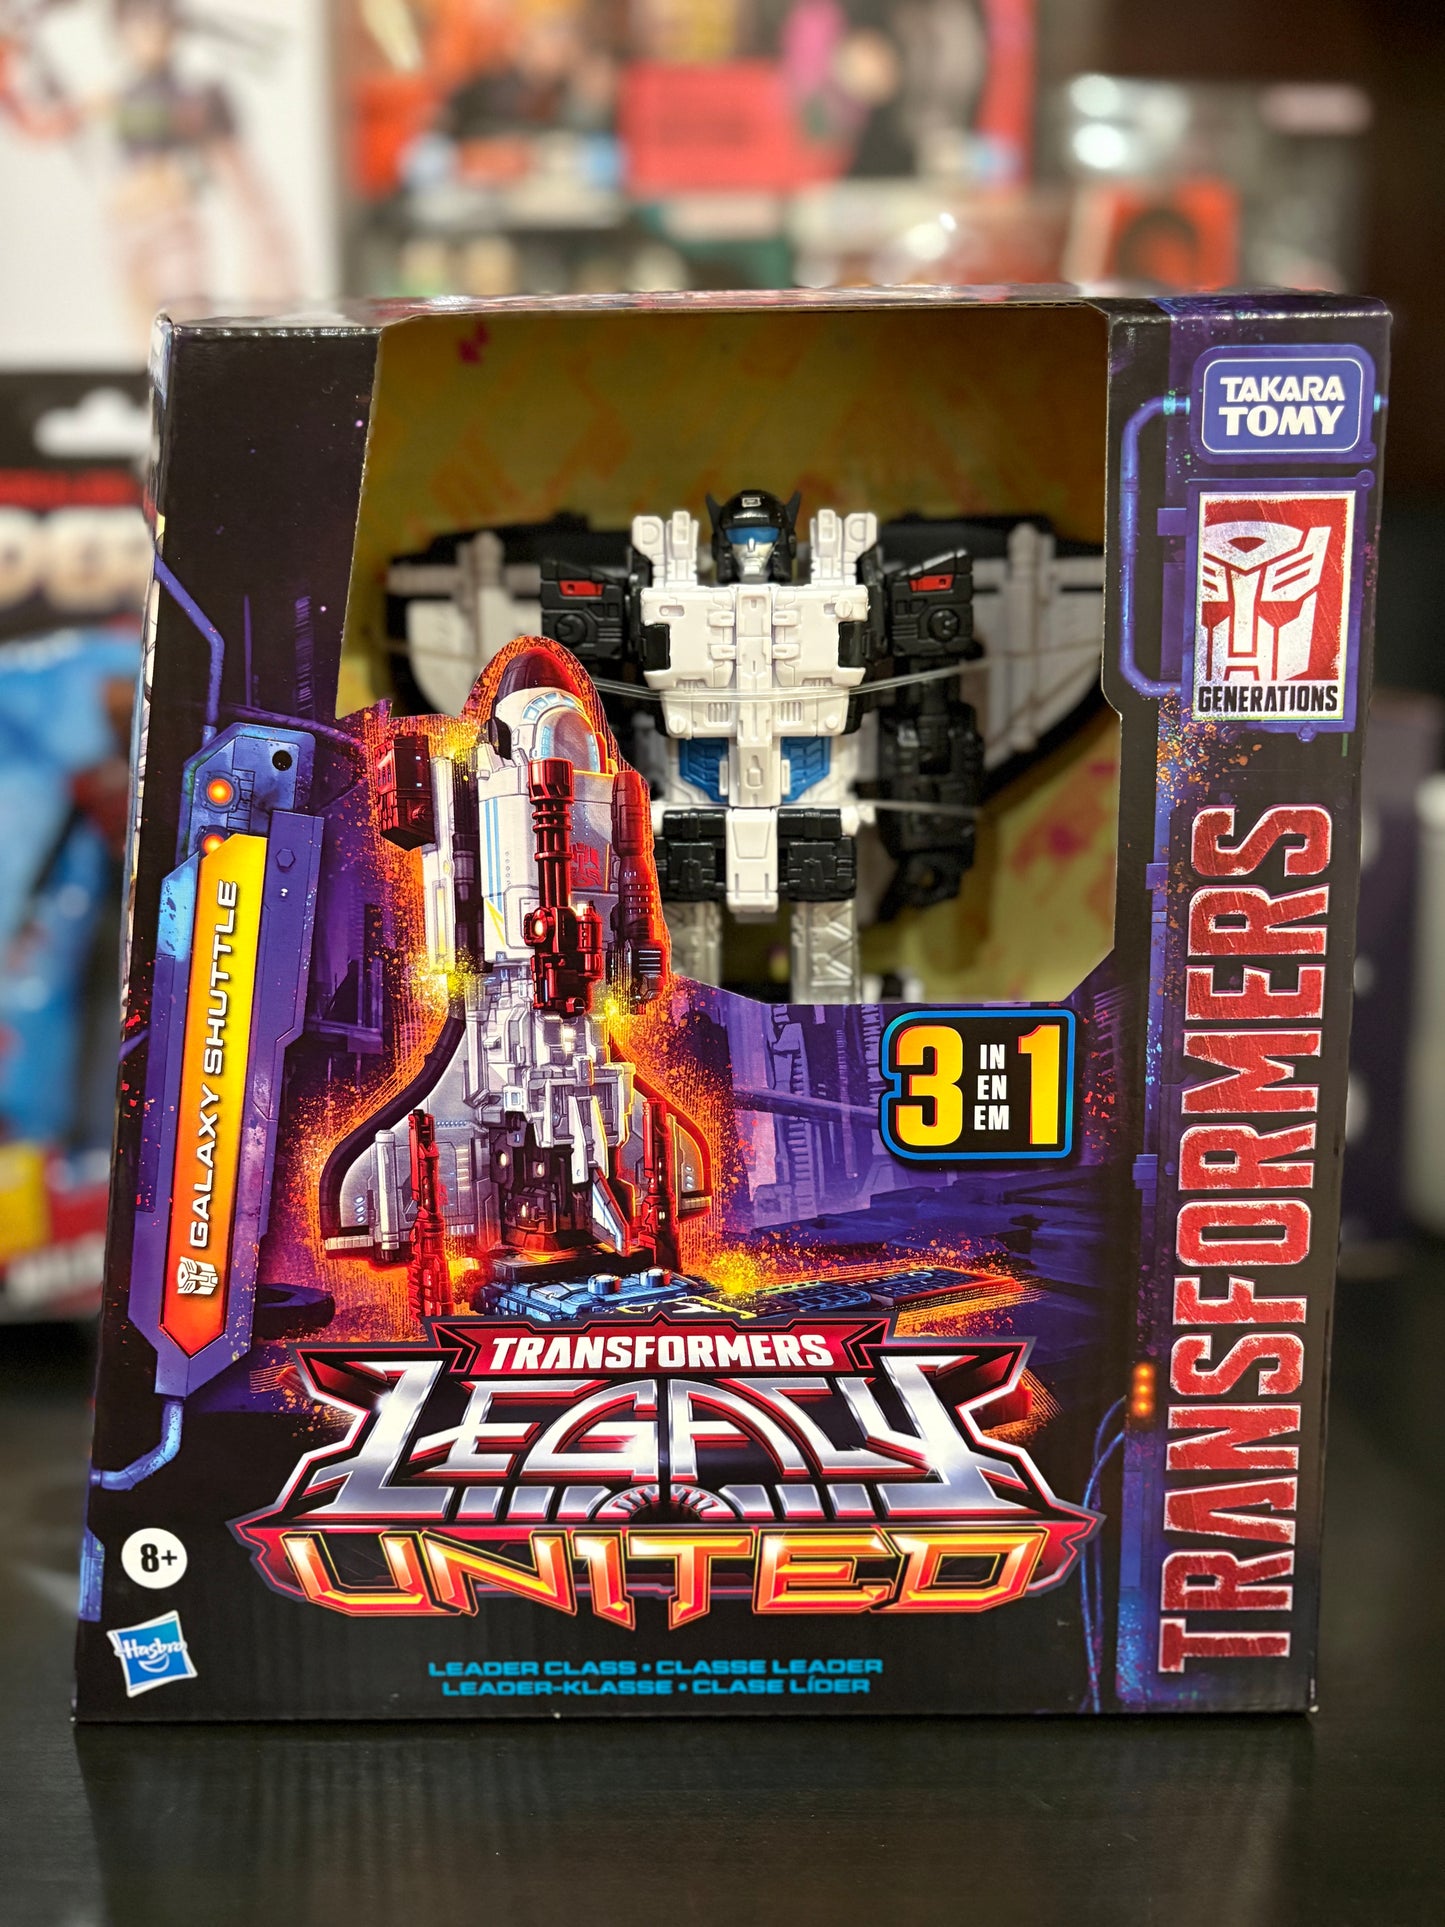 TAKARA
TOMY
GENERATIONS
TRANSFORMERS
GALAXY SHUTTLE
3 IN EN EM 1
TRANSFORMERS
LEGACY
UNITED
8+
Hasbro
LEADER CLASS • CLASSE LEADER
LEADER-KLASSE • CLASE LÍDER